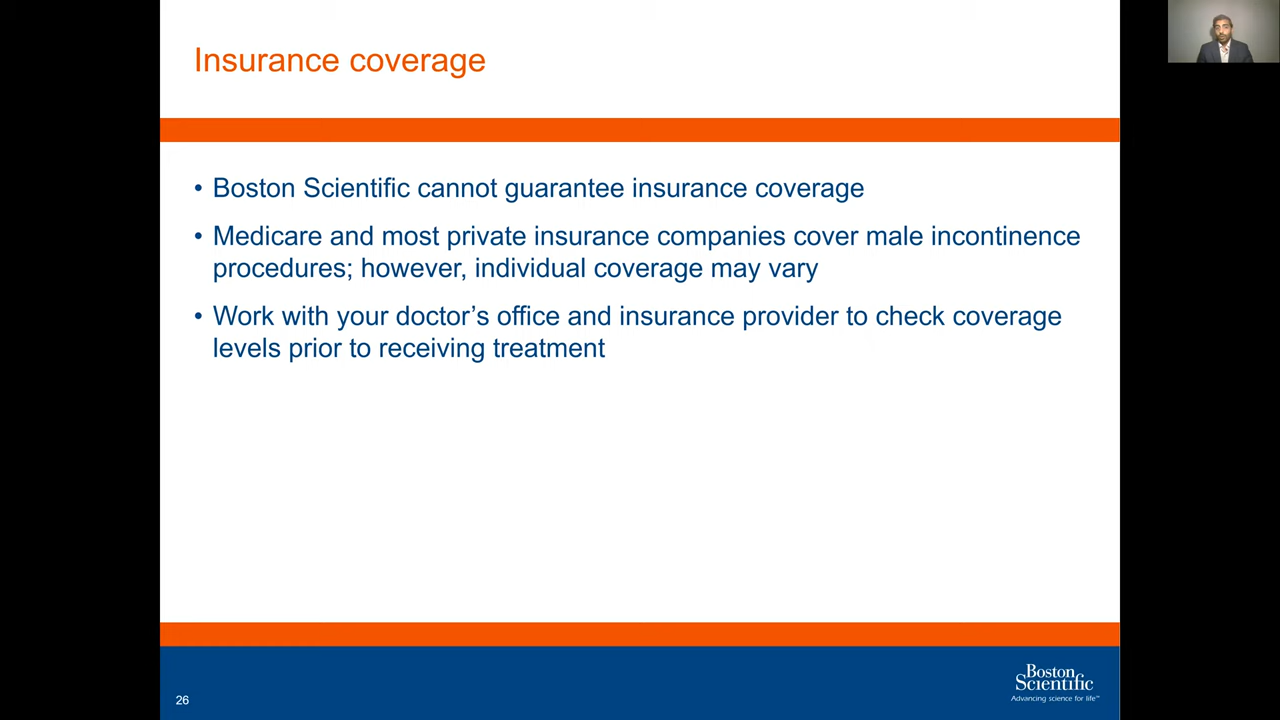 Insurance coverage
• Boston Scientific cannot guarantee insurance coverage
• Medicare and most private insurance companies cover male incontinence
procedures; however, individual coverage may vary
• Work with your doctor’s office and insurance provider to check coverage
levels prior to receiving treatment
26
Boston
Scientific
Advancing science for life™